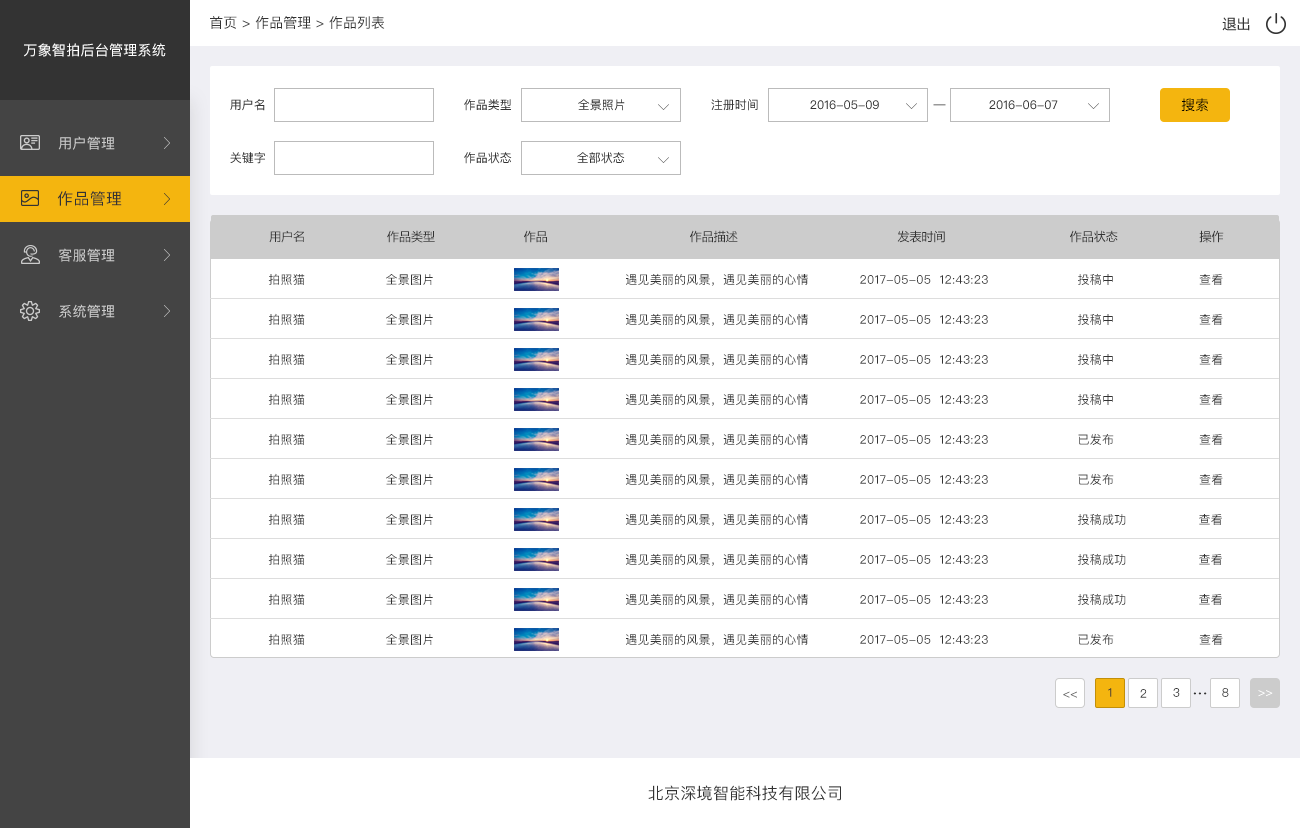 万象智拍后台管理系统
首页 > 作品管理 > 作品列表
退出
用户管理
作品管理
客服管理
系统管理
用户名 作品类型 全景照片 注册时间 2016-05-09 — 2016-06-07 搜索
关键字 作品状态 全部状态
用户名 作品类型 作品 作品描述 发表时间 作品状态 操作
拍照猫 全景图片 遇见美丽的风景，遇见美丽的心情 2017-05-05 12:43:23 投稿中 查看
拍照猫 全景图片 遇见美丽的风景，遇见美丽的心情 2017-05-05 12:43:23 投稿中 查看
拍照猫 全景图片 遇见美丽的风景，遇见美丽的心情 2017-05-05 12:43:23 投稿中 查看
拍照猫 全景图片 遇见美丽的风景，遇见美丽的心情 2017-05-05 12:43:23 投稿中 查看
拍照猫 全景图片 遇见美丽的风景，遇见美丽的心情 2017-05-05 12:43:23 已发布 查看
拍照猫 全景图片 遇见美丽的风景，遇见美丽的心情 2017-05-05 12:43:23 已发布 查看
拍照猫 全景图片 遇见美丽的风景，遇见美丽的心情 2017-05-05 12:43:23 投稿成功 查看
拍照猫 全景图片 遇见美丽的风景，遇见美丽的心情 2017-05-05 12:43:23 投稿成功 查看
拍照猫 全景图片 遇见美丽的风景，遇见美丽的心情 2017-05-05 12:43:23 投稿成功 查看
拍照猫 全景图片 遇见美丽的风景，遇见美丽的心情 2017-05-05 12:43:23 已发布 查看
<< 1 2 3 ··· 8 >>
北京深境智能科技有限公司